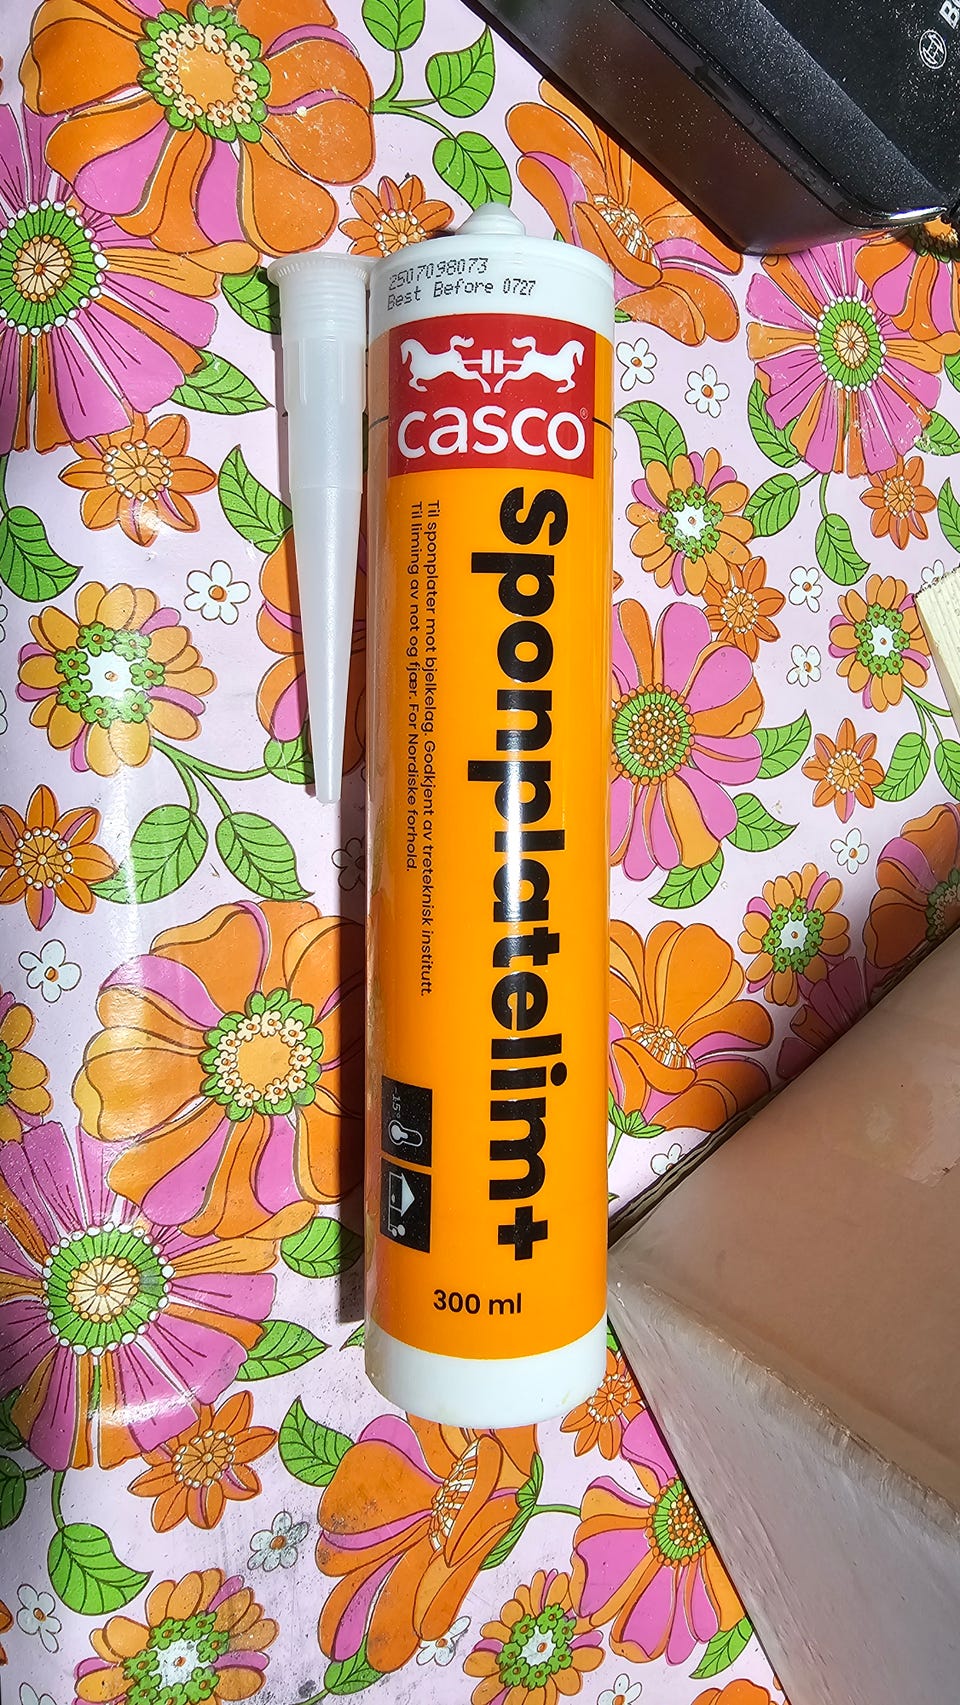 2507098073
Best Before 0727
casco®
sponplatelim+
Til sponplater mot bjelkelag. Godkjent av treteknisk institutt.
Til liming av not og fjær. For Nordiske forhold.
-15°
300 ml